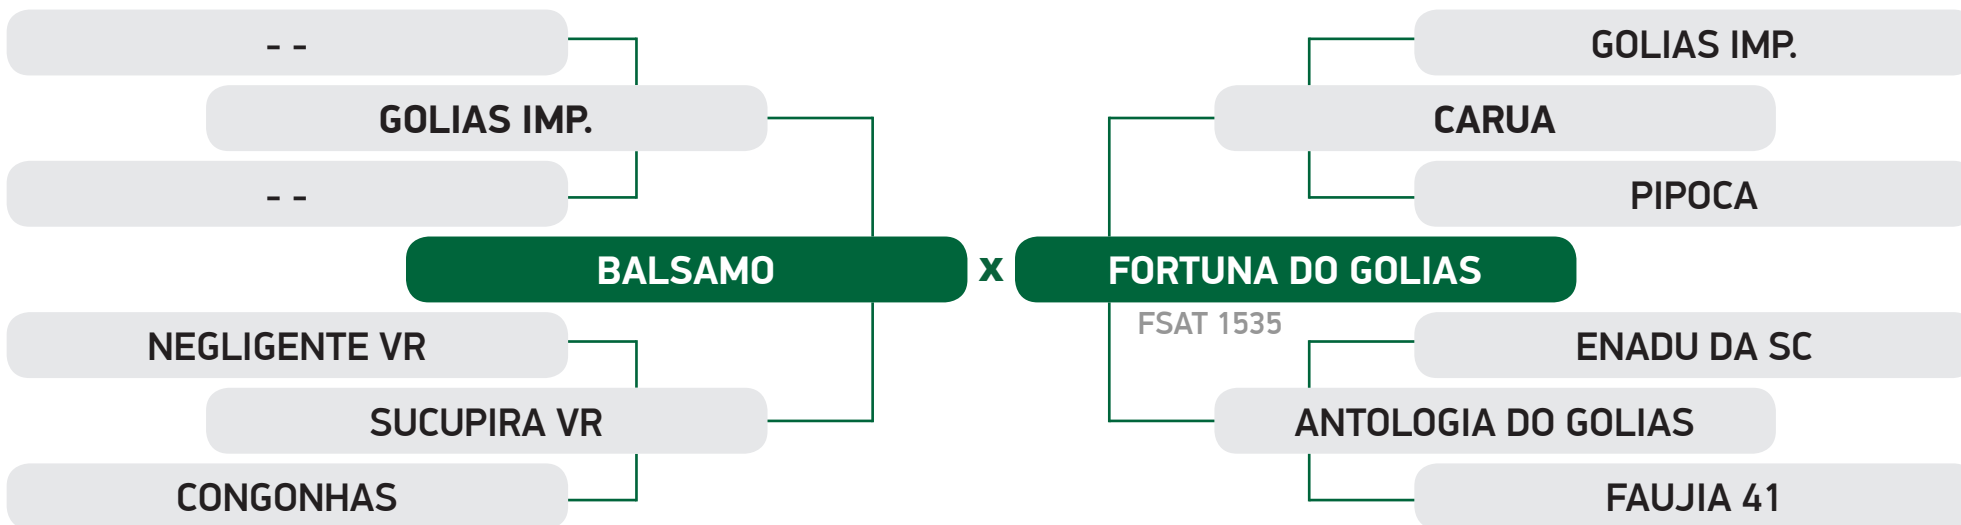 - -
GOLIAS IMP.
GOLIAS IMP.
CARUA
- -
PIPOCA
BALSAMO x FORTUNA DO GOLIAS
FSAT 1535
NEGLIGENTE VR
ENADU DA SC
SUCUPIRA VR
ANTOLOGIA DO GOLIAS
CONGONHAS
FAUJIA 41